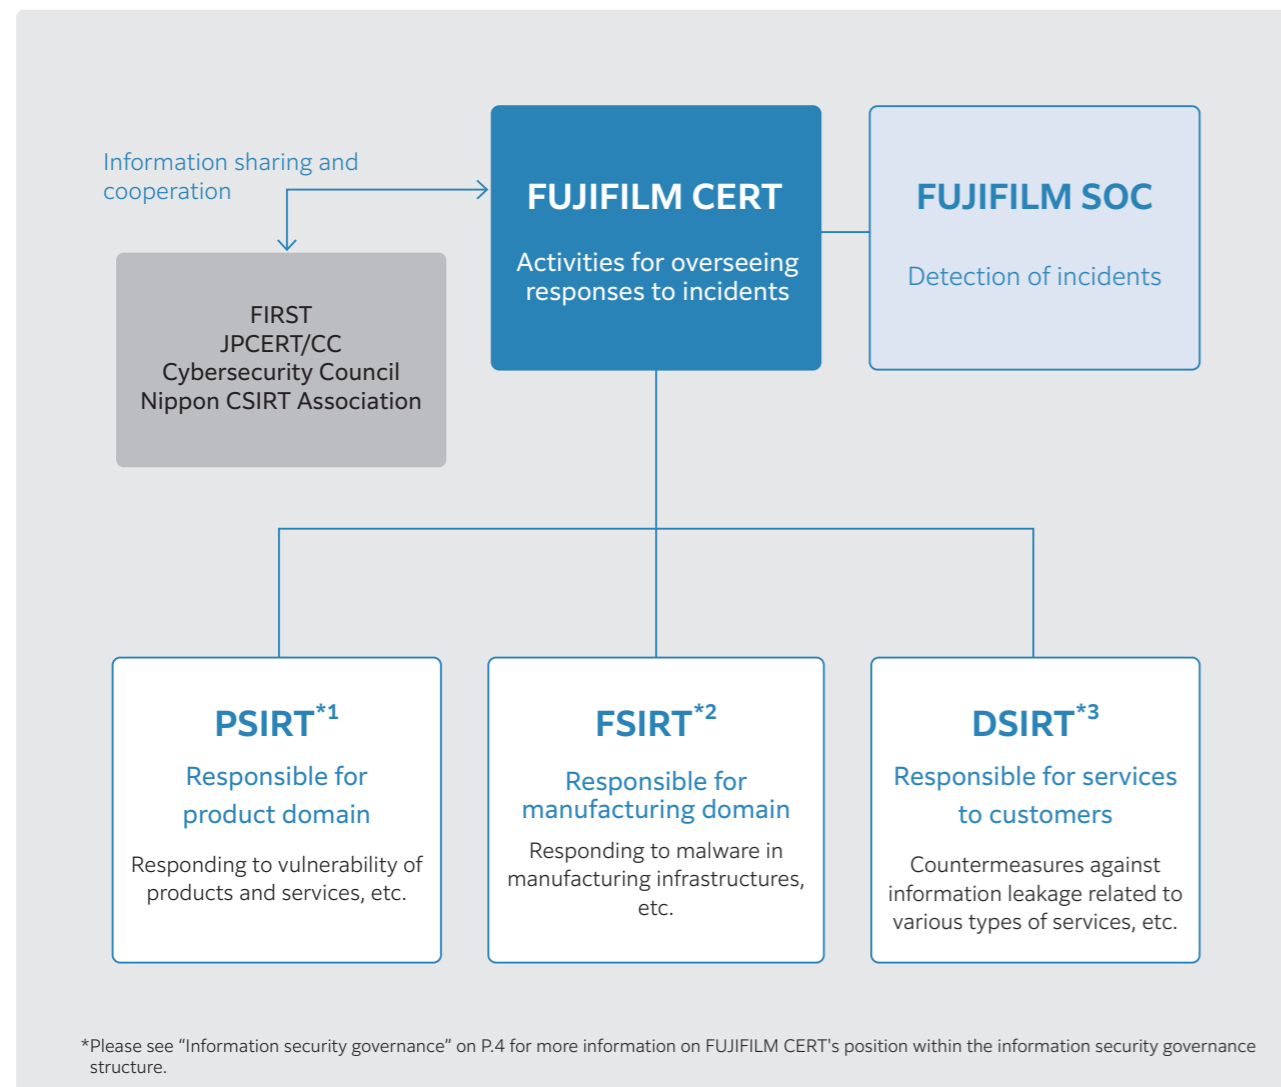 Information sharing and
cooperation
FUJIFILM CERT
Activities for overseeing
responses to incidents
FUJIFILM SOC
Detection of incidents
FIRST
JPCERT/CC
Cybersecurity Council
Nippon CSIRT Association
PSIRT*1
Responsible for
product domain
Responding to vulnerability of
products and services, etc.
FSIRT*2
Responsible for
manufacturing domain
Responding to malware in
manufacturing infrastructures,
etc.
DSIRT*3
Responsible for services
to customers
Countermeasures against
information leakage related to
various types of services, etc.
*Please see “Information security governance” on P.4 for more information on FUJIFILM CERT's position within the information security governance
structure.